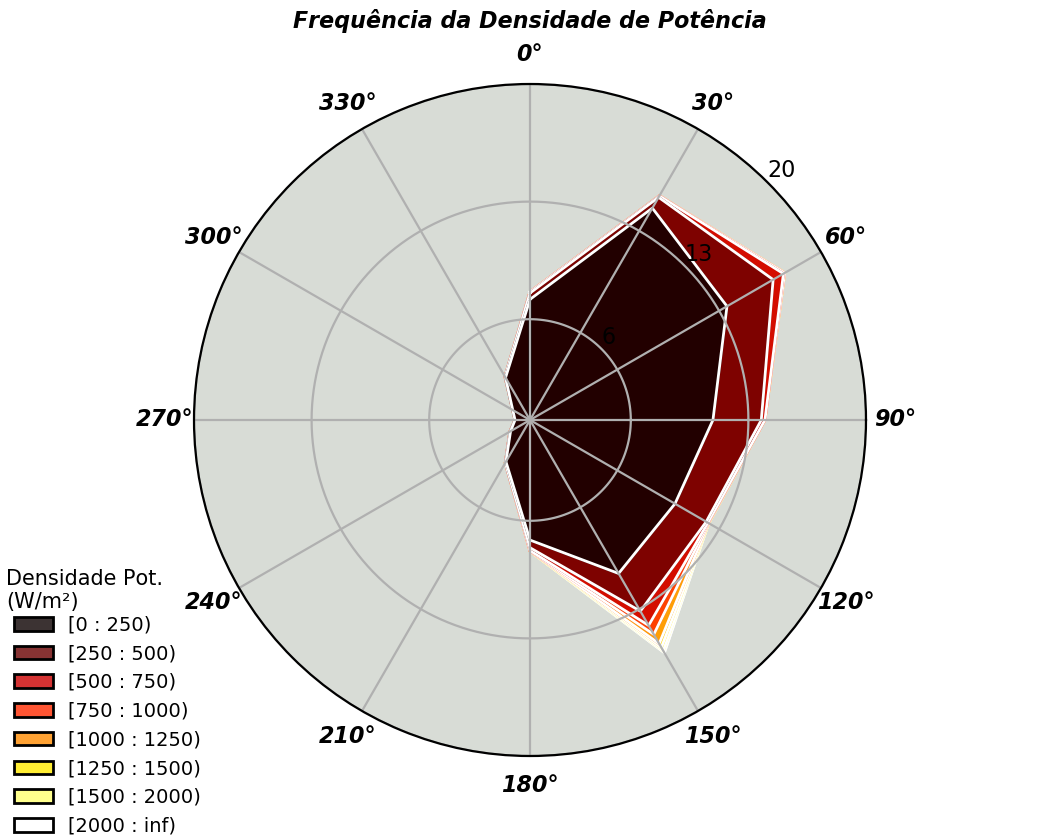 Frequência da Densidade de Potência
0°
330°
30°
20
300°
60°
13
6
270°
90°
240°
120°
210°
150°
180°
Densidade Pot.
(W/m²)
[0 : 250)
[250 : 500)
[500 : 750)
[750 : 1000)
[1000 : 1250)
[1250 : 1500)
[1500 : 2000)
[2000 : inf)